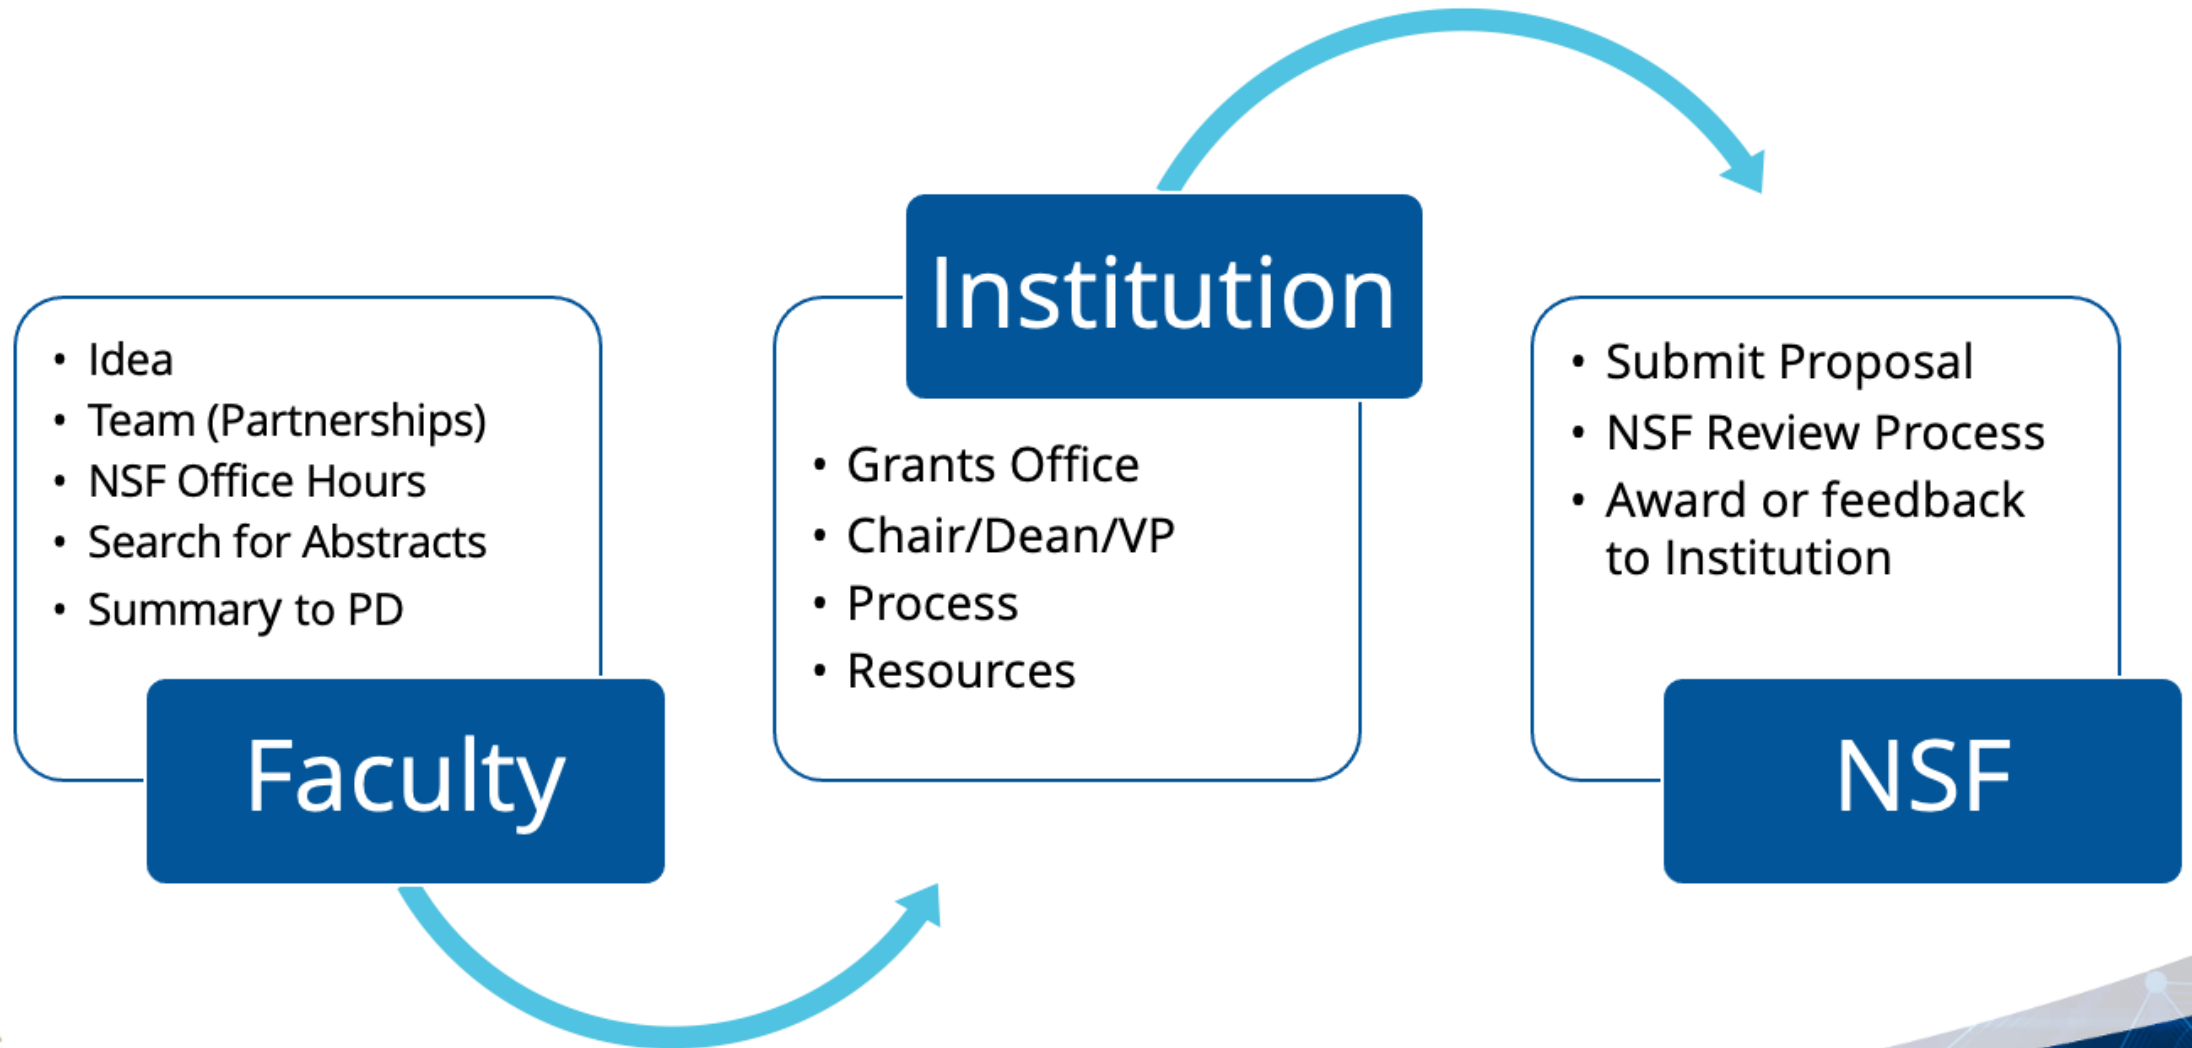 • Idea
• Team (Partnerships)
• NSF Office Hours
• Search for Abstracts
• Summary to PD
Faculty
Institution
• Grants Office
• Chair/Dean/VP
• Process
• Resources
• Submit Proposal
• NSF Review Process
• Award or feedback
to Institution
NSF